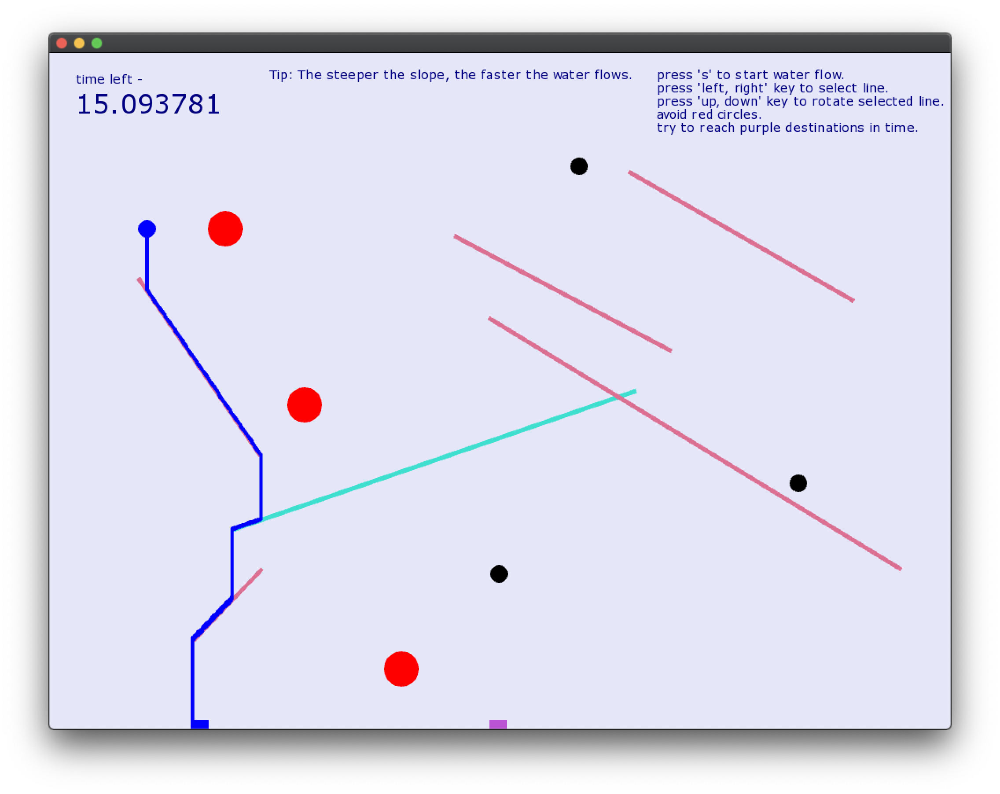 time left -
15.093781
Tip: The steeper the slope, the faster the water flows.
press 's' to start water flow.
press 'left, right' key to select line.
press 'up, down' key to rotate selected line.
avoid red circles.
try to reach purple destinations in time.